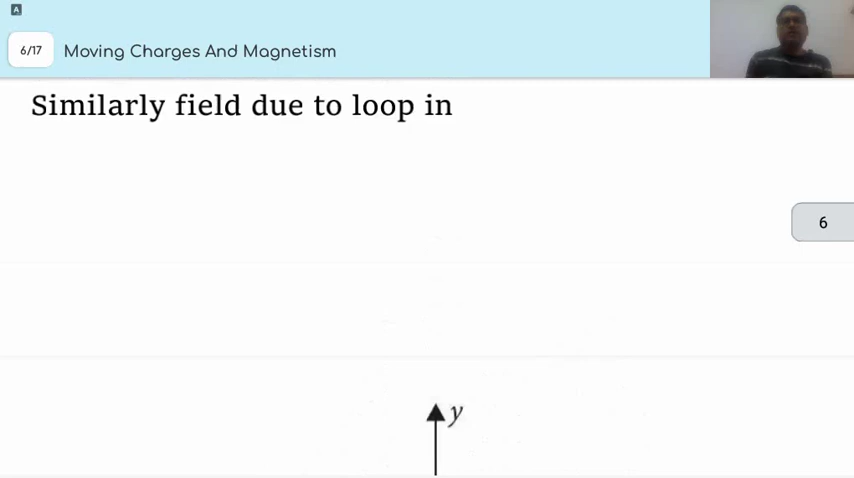 A
6/17 Moving Charges And Magnetism
Similarly field due to loop in
6
y